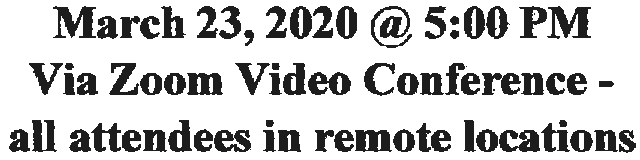 March 23, 2020 @ 5:00 PM
Via Zoom Video Conference -
all attendees in remote locations